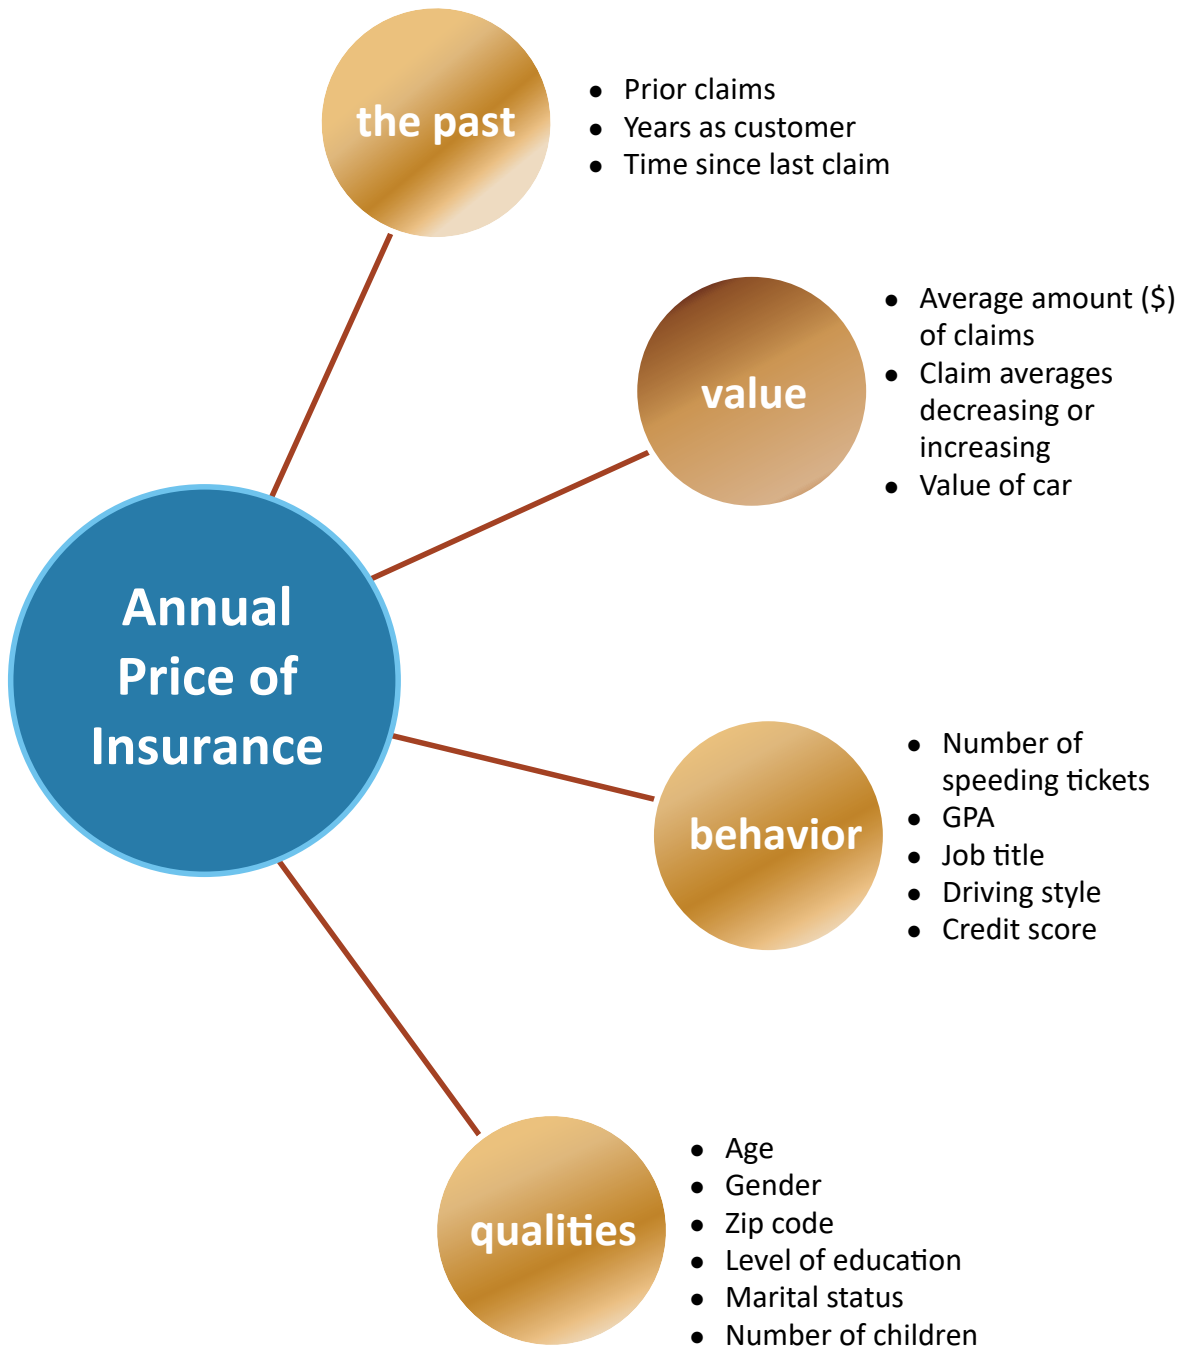 the past
● Prior claims
● Years as customer
● Time since last claim
value
● Average amount ($)
of claims
● Claim averages
decreasing or
increasing
● Value of car
Annual
Price of
Insurance
behavior
● Number of
speeding tickets
● GPA
● Job title
● Driving style
● Credit score
qualities
● Age
● Gender
● Zip code
● Level of education
● Marital status
● Number of children